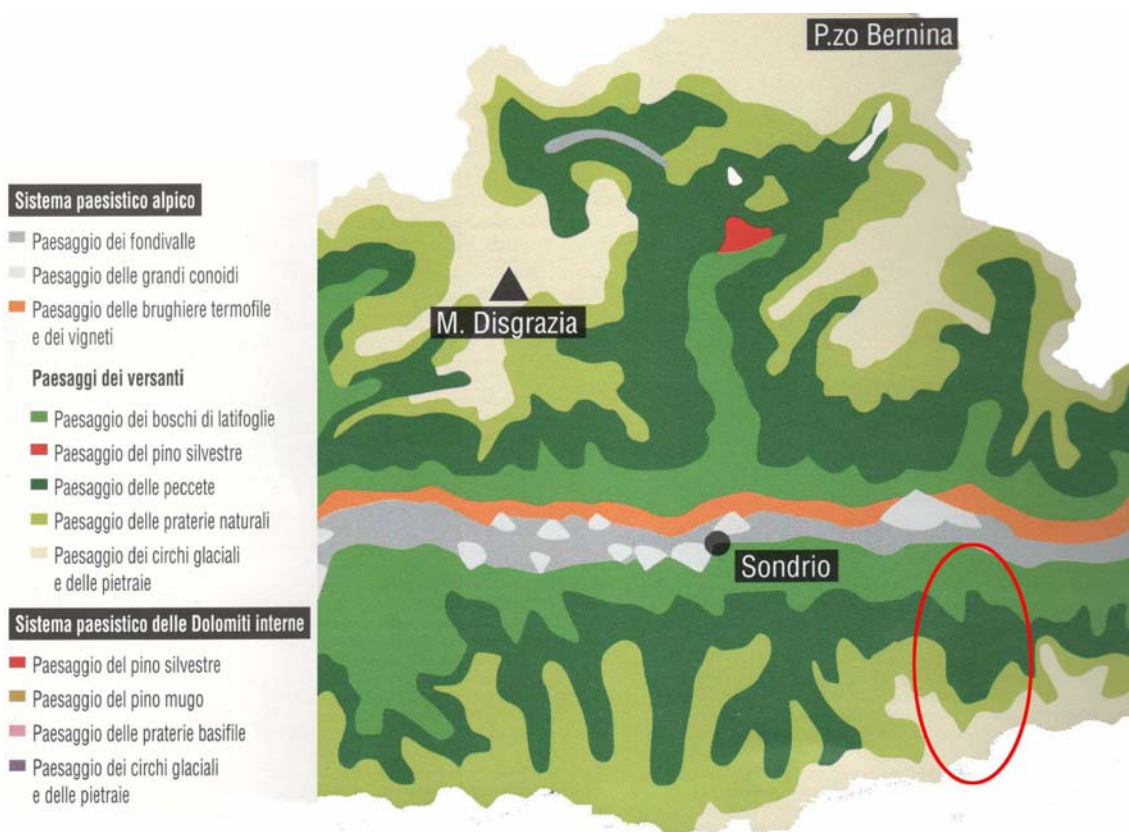 P.zo Bernina
Sistema paesistico alpico
Paesaggio dei fondivalle
Paesaggio delle grandi conoidi
Paesaggio delle brughiere termofile
e dei vigneti
Paesaggi dei versanti
Paesaggio dei boschi di latifoglie
Paesaggio del pino silvestre
Paesaggio delle peccete
Paesaggio delle praterie naturali
Paesaggio dei circhi glaciali
e delle pietraie
Sistema paesistico delle Dolomiti interne
Paesaggio del pino silvestre
Paesaggio del pino mugo
Paesaggio delle praterie basifile
Paesaggio dei circhi glaciali
e delle pietraie
M. Disgrazia
Sondrio